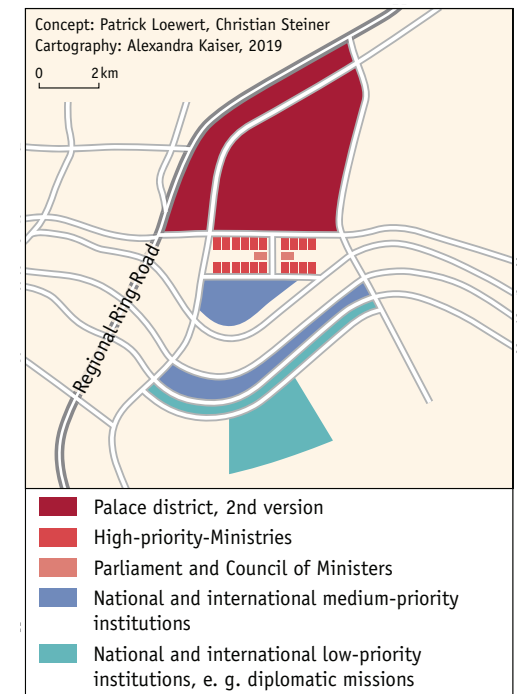 Concept: Patrick Loewert, Christian Steiner
Cartography: Alexandra Kaiser, 2019
0 2 km
Regional-Ring-Road
Palace district, 2nd version
High-priority-Ministries
Parliament and Council of Ministers
National and international medium-priority
institutions
National and international low-priority
institutions, e. g. diplomatic missions